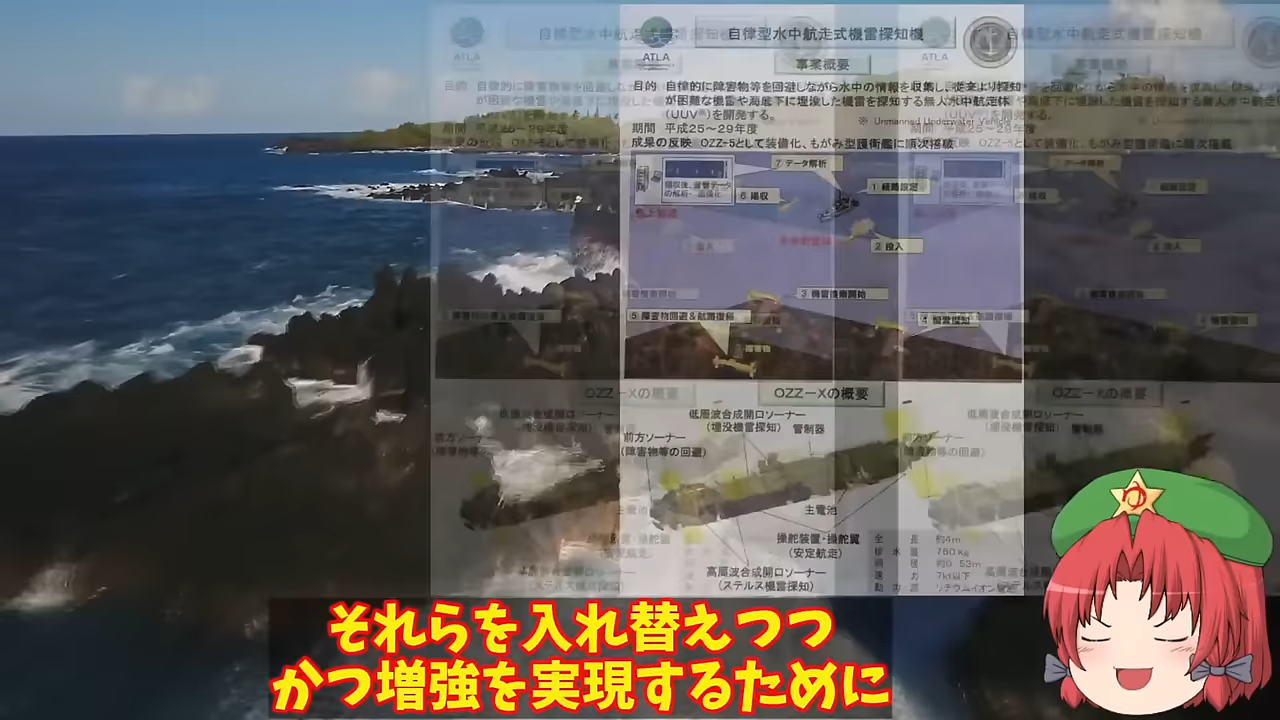 ATLA
自律型水中航走式機雷探知機
事業概要
目的 自律的に障害物等を回避しながら水中の情報を収集し、従来より探知
が困難な機雷や海底下に埋没した機雷を探知する無人水中航走体
(UUV※)を開発する。
※ Unmanned Underwater Vehicle
期間 平成25～29年度
成果の反映 OZZ-5として装備化、もがみ型護衛艦に順次搭載
7 データ解析
1 経路設定
6 揚収
2 投入
3 機雷捜索開始
5 障害物回避&航路復帰
4 機雷探知
OZZ-Xの概要
低周波合成開口ソーナー
(埋没機雷探知)
管制器
前方ソーナー
(障害物等の回避)
主電池
操舵装置・操舵翼
(安定航走)
高周波合成開口ソーナー
(ステルス機雷探知)
全長 約4m
排水量 760Kg
胴径 約0.53m
速力 7kt以下
動力源 リチウムイオン電池
それらを入れ替えつつ
かつ増強を実現するために